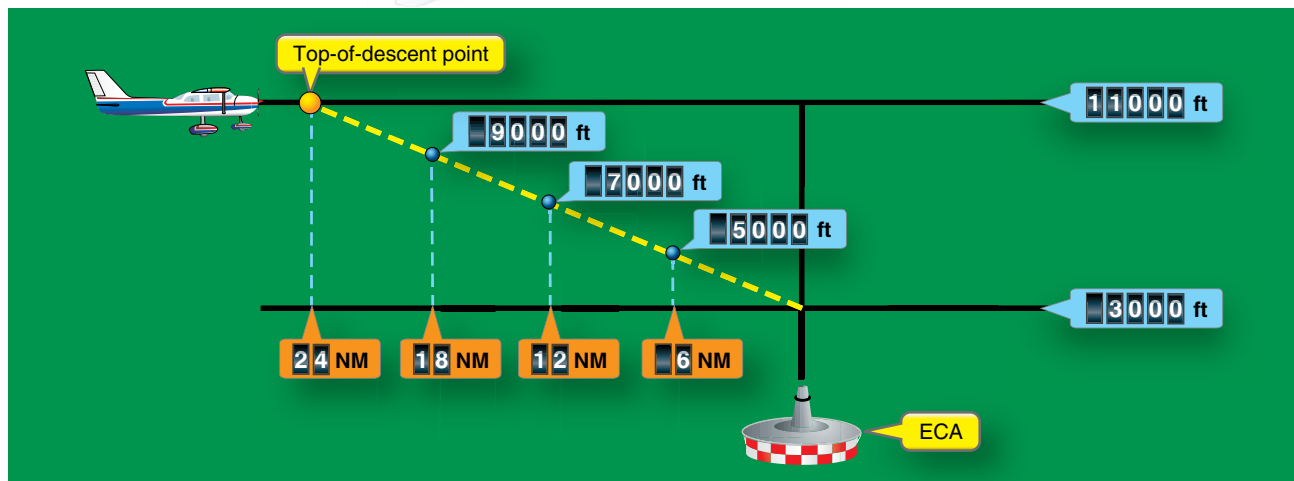 Top-of-descent point
11000 ft
9000 ft
7000 ft
5000 ft
3000 ft
24 NM
18 NM
12 NM
6 NM
ECA